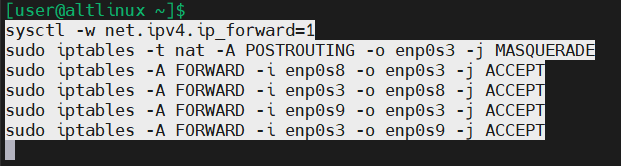 [user@altlinux ~]$
sysctl -w net.ipv4.ip_forward=1
sudo iptables -t nat -A POSTROUTING -o enp0s3 -j MASQUERADE
sudo iptables -A FORWARD -i enp0s8 -o enp0s3 -j ACCEPT
sudo iptables -A FORWARD -i enp0s3 -o enp0s8 -j ACCEPT
sudo iptables -A FORWARD -i enp0s9 -o enp0s3 -j ACCEPT
sudo iptables -A FORWARD -i enp0s3 -o enp0s9 -j ACCEPT